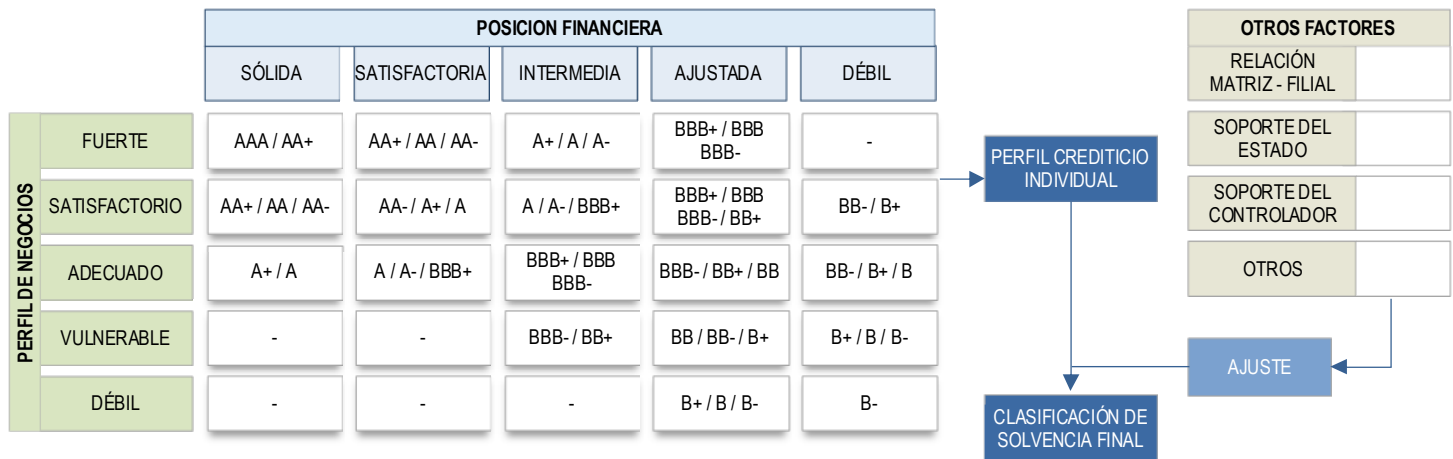 POSICION FINANCIERA
SÓLIDA
SATISFACTORIA
INTERMEDIA
AJUSTADA
DÉBIL
PERFIL DE NEGOCIOS
FUERTE
AAA / AA+
AA+ / AA / AA-
A+ / A / A-
BBB+ / BBB
BBB-
-
SATISFACTORIO
AA+ / AA / AA-
AA- / A+ / A
A / A- / BBB+
BBB+ / BBB
BBB- / BB+
BB- / B+
ADECUADO
A+ / A
A / A- / BBB+
BBB+ / BBB
BBB-
BBB- / BB+ / BB
BB- / B+ / B
VULNERABLE
-
-
BBB- / BB+
BB / BB- / B+
B+ / B / B-
DÉBIL
-
-
-
B+ / B / B-
B-
PERFIL CREDITICIO
INDIVIDUAL
CLASIFICACIÓN DE
SOLVENCIA FINAL
OTROS FACTORES
RELACIÓN
MATRIZ - FILIAL
SOPORTE DEL
ESTADO
SOPORTE DEL
CONTROLADOR
OTROS
AJUSTE